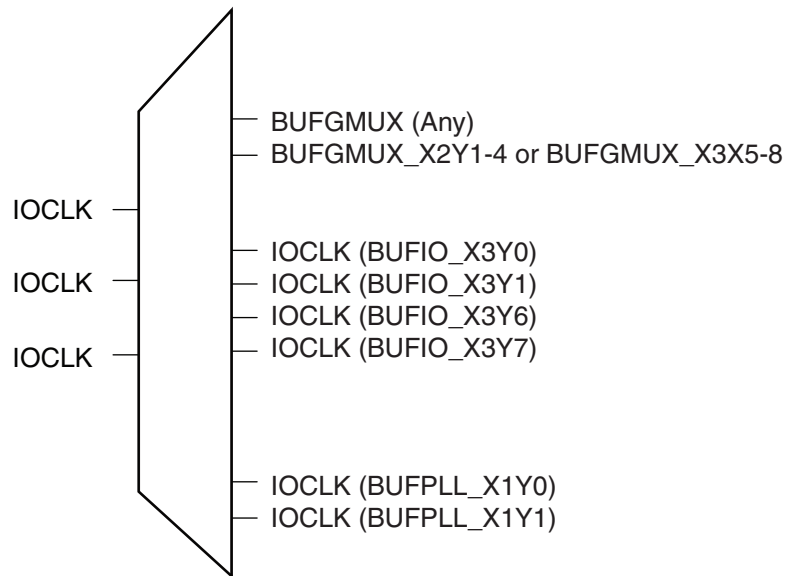 BUFGMUX (Any)
BUFGMUX_X2Y1-4 or BUFGMUX_X3X5-8
IOCLK
IOCLK (BUFIO_X3Y0)
IOCLK
IOCLK (BUFIO_X3Y1)
IOCLK (BUFIO_X3Y6)
IOCLK
IOCLK (BUFIO_X3Y7)
IOCLK (BUFPLL_X1Y0)
IOCLK (BUFPLL_X1Y1)